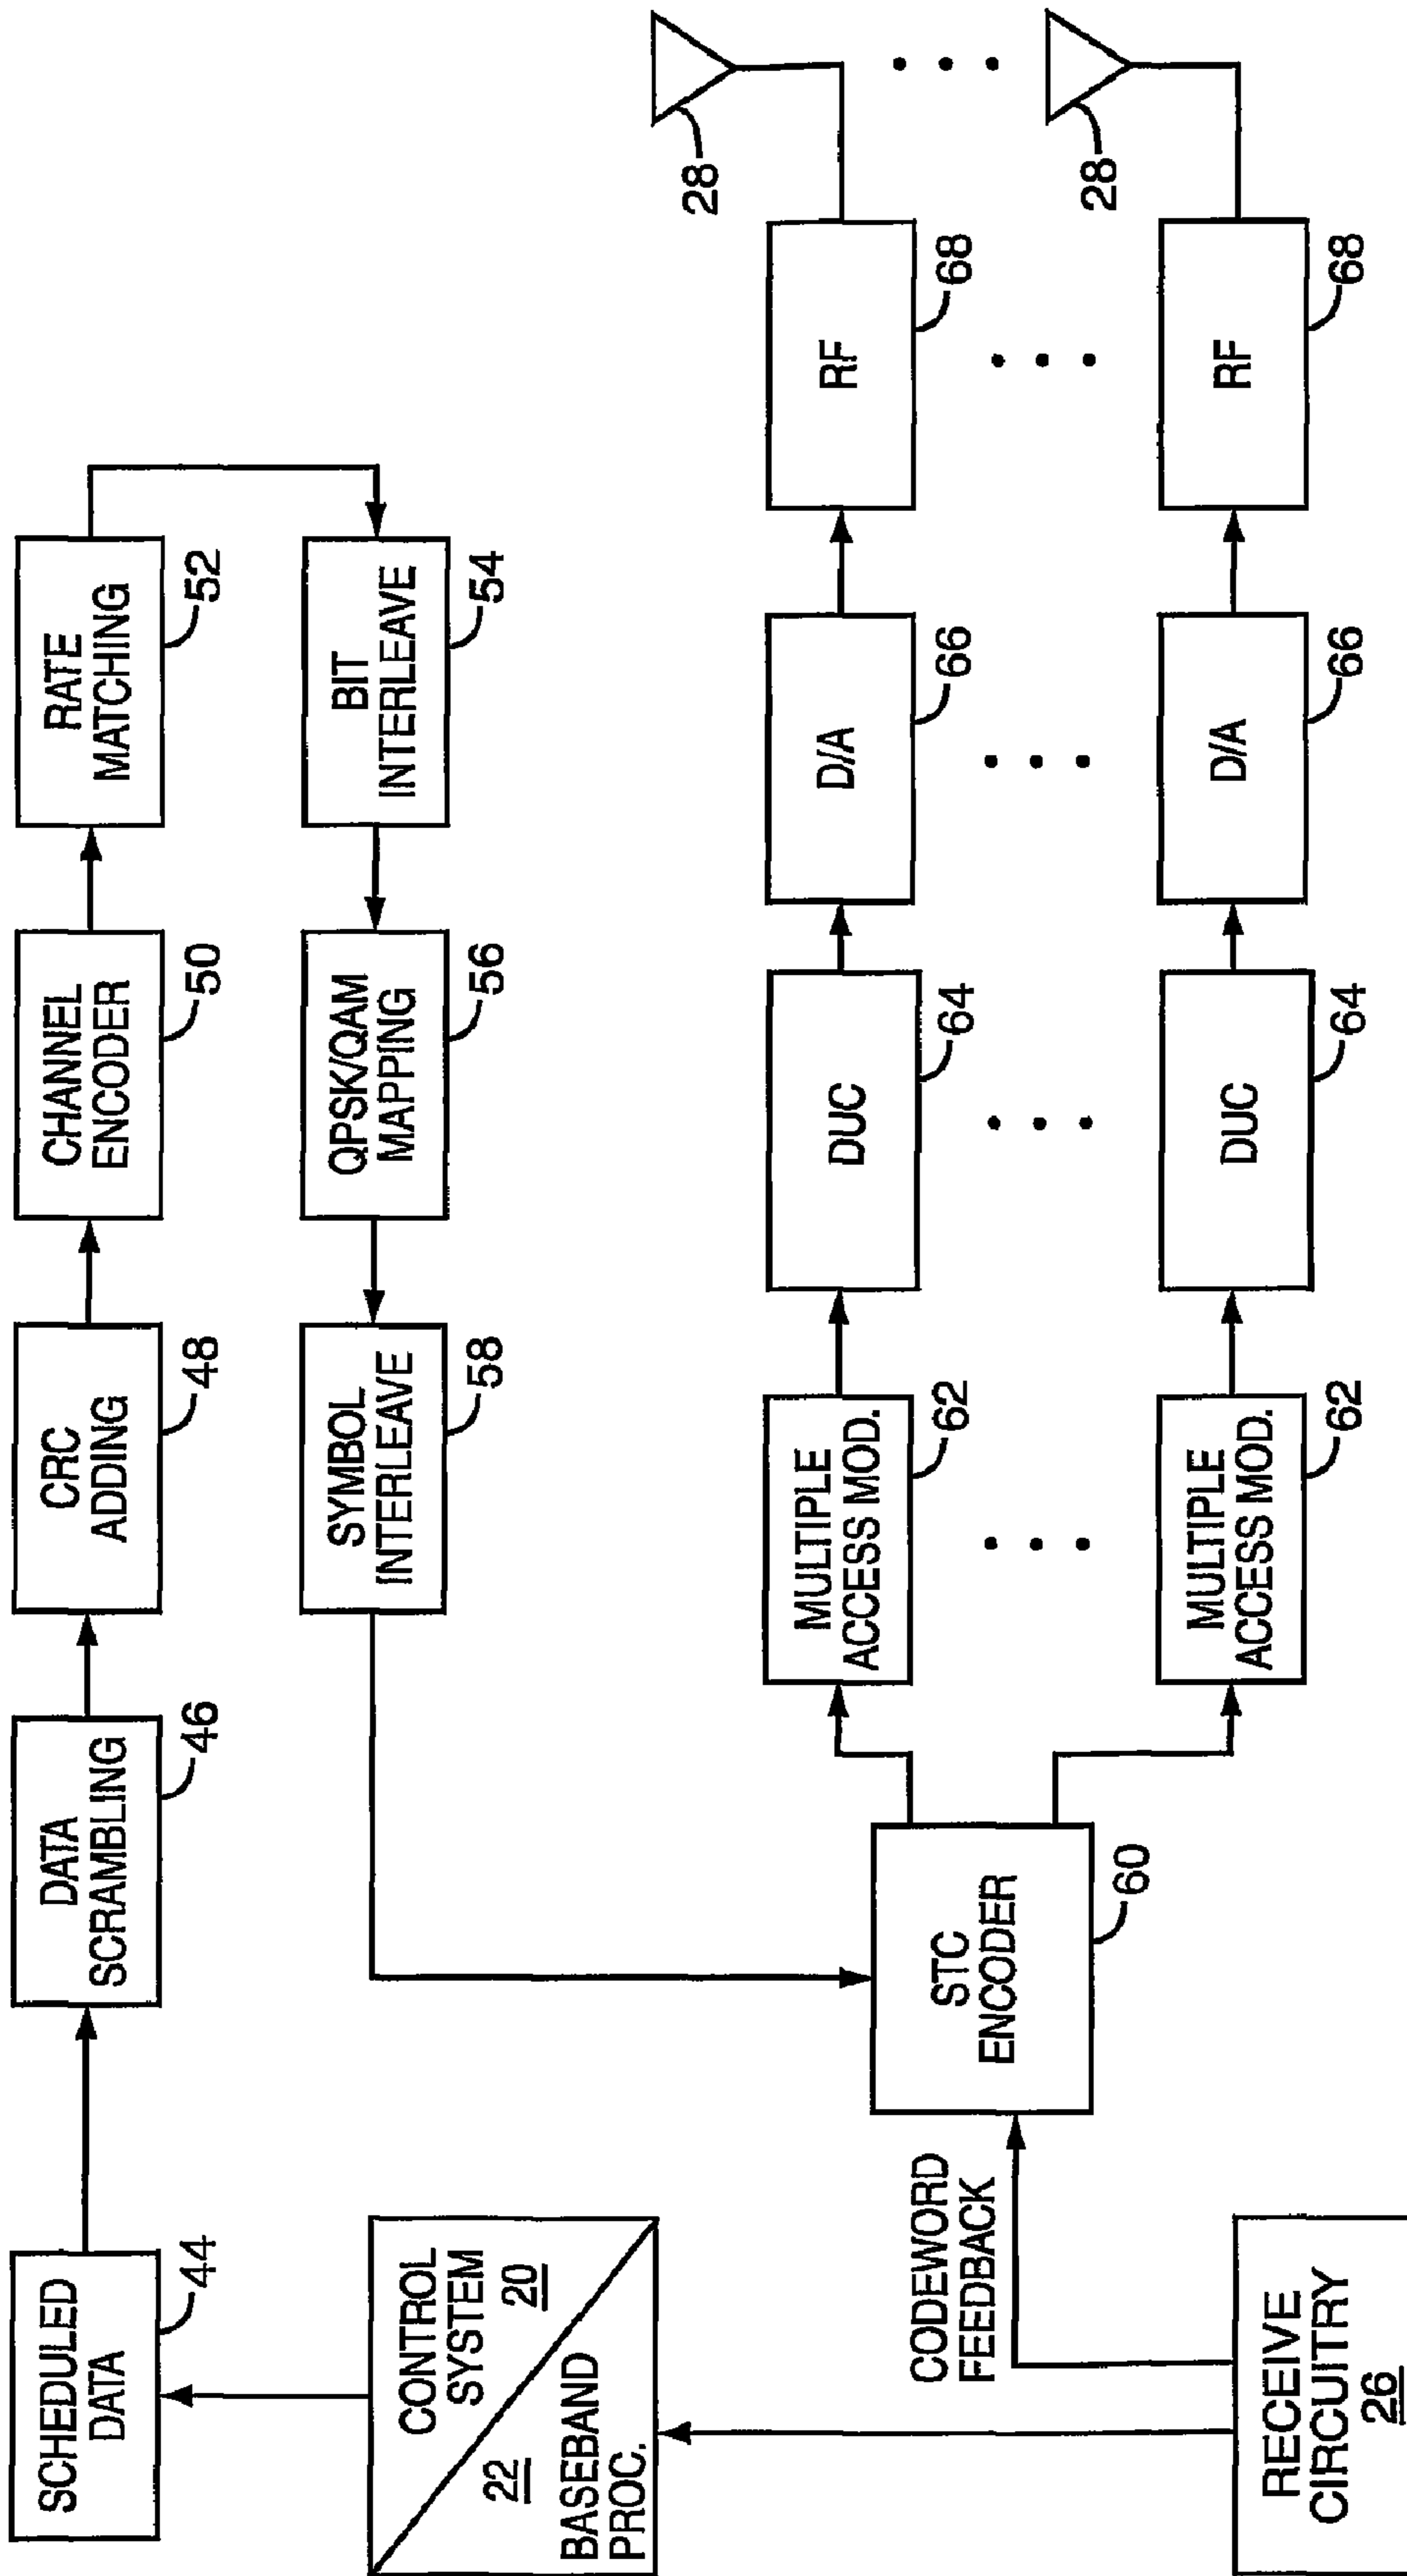 SCHEDULED
DATA
44
DATA
SCRAMBLING
46
CRC
ADDING
48
CHANNEL
ENCODER
50
RATE
MATCHING
52
BIT
INTERLEAVE
54
QPSK/QAM
MAPPING
56
SYMBOL
INTERLEAVE
58
CONTROL
SYSTEM 20
22 BASEBAND
PROC.
RECEIVE
CIRCUITRY
26
CODEWORD
FEEDBACK
STC
ENCODER
60
MULTIPLE
ACCESS MOD.
62
DUC
64
D/A
66
RF
68
28
MULTIPLE
ACCESS MOD.
62
DUC
64
D/A
66
RF
68
28